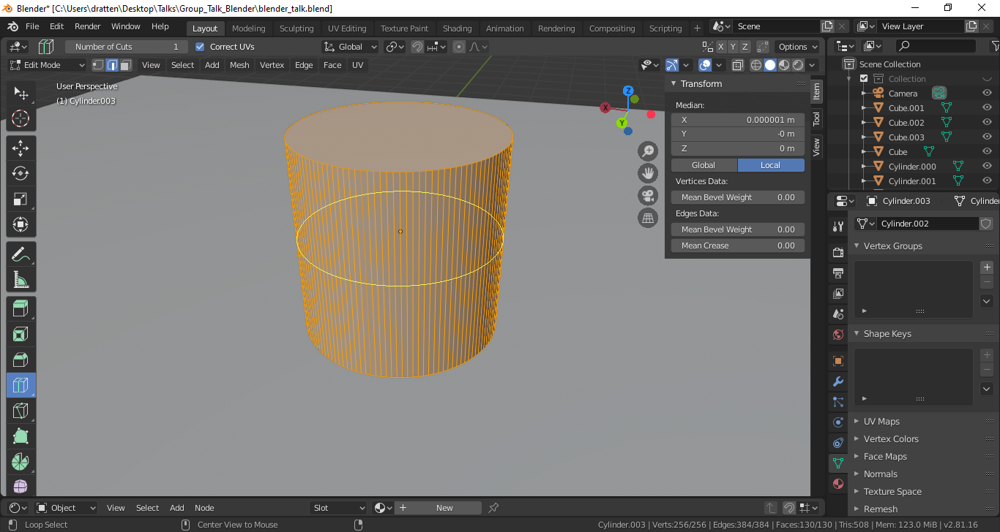 Blender* [C:\Users\dratten\Desktop\Talks\Group_Talk_Blender\blender_talk.blend]
File Edit Render Window Help Layout Modeling Sculpting UV Editing Texture Paint Shading Animation Rendering Compositing Scripting + Scene View Layer
Number of Cuts 1 Correct UVs Global X Y Z Options
Edit Mode View Select Add Mesh Vertex Edge Face UV
User Perspective
(1) Cylinder.003
Z
X
Y
Transform
Median:
X 0.000001 m
Y -0 m
Z 0 m
Global Local
Vertices Data:
Mean Bevel Weight 0.00
Edges Data:
Mean Bevel Weight 0.00
Mean Crease 0.00
Item
Tool
View
Scene Collection
Collection
Camera
Cube.001
Cube.002
Cube.003
Cube
Cylinder.000
Cylinder.001
Cylinder.003 Cylinde
Cylinder.002
Vertex Groups
Shape Keys
UV Maps
Vertex Colors
Face Maps
Normals
Texture Space
Remesh
Object View Select Add Node Slot New
Loop Select Center View to Mouse Cylinder.003 | Verts:256/256 | Edges:384/384 | Faces:130/130 | Tris:508 | Mem: 123.0 MiB | v2.81.16